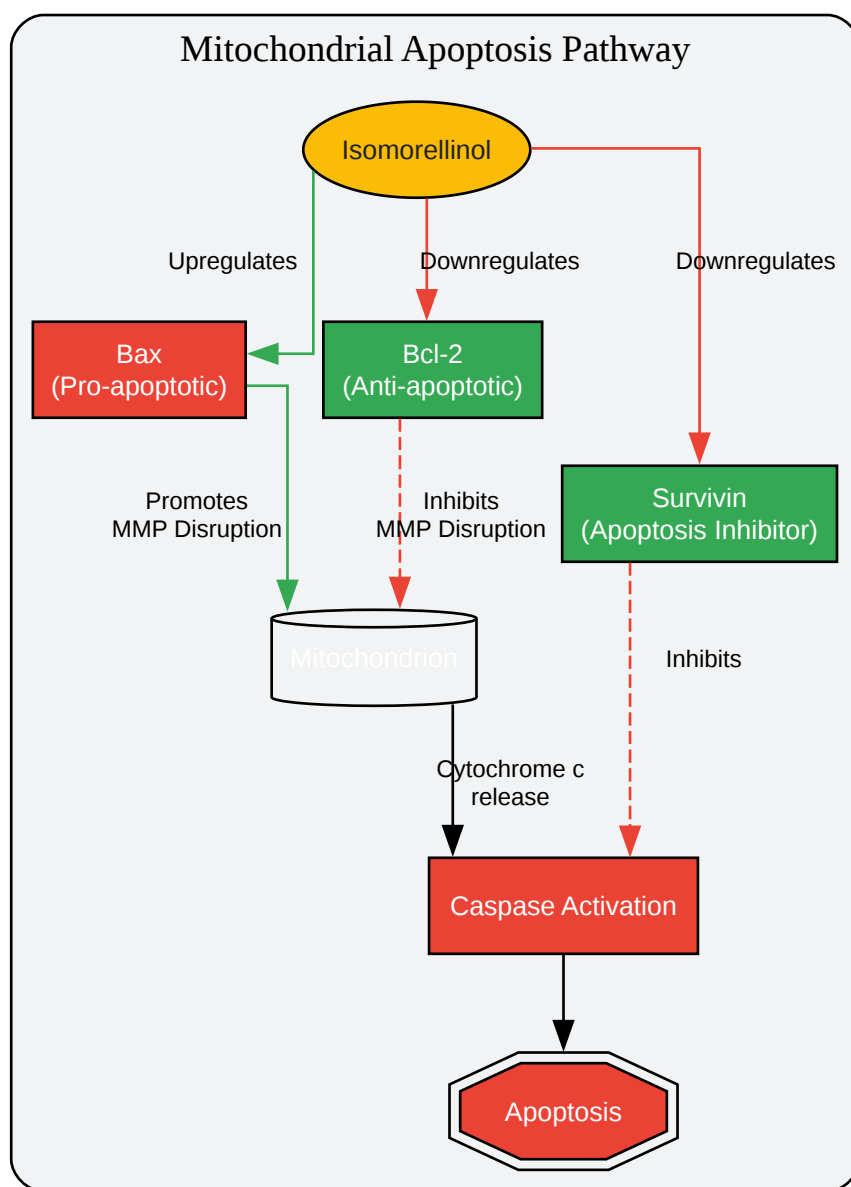 Mitochondrial Apoptosis Pathway
Isomorellinol
Upregulates
Downregulates
Downregulates
Bax
(Pro-apoptotic)
Bcl-2
(Anti-apoptotic)
Survivin
(Apoptosis Inhibitor)
Promotes
MMP Disruption
Inhibits
MMP Disruption
Mitochondrion
Inhibits
Cytochrome c
release
Caspase Activation
Apoptosis